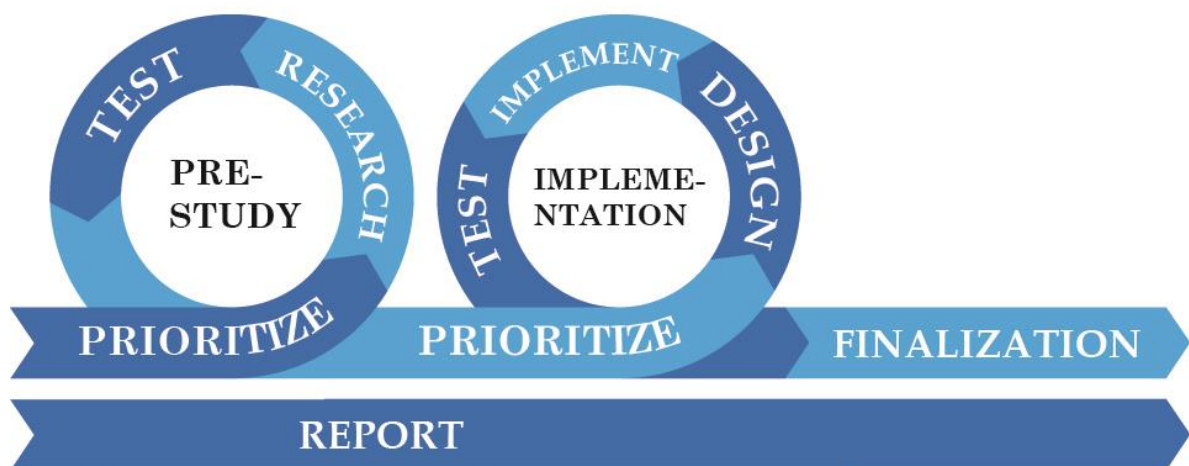 TEST
RESEARCH
PRE-
STUDY
PRIORITIZE
TEST
IMPLEMENT
DESIGN
IMPLEME-
NTATION
PRIORITIZE
FINALIZATION
REPORT